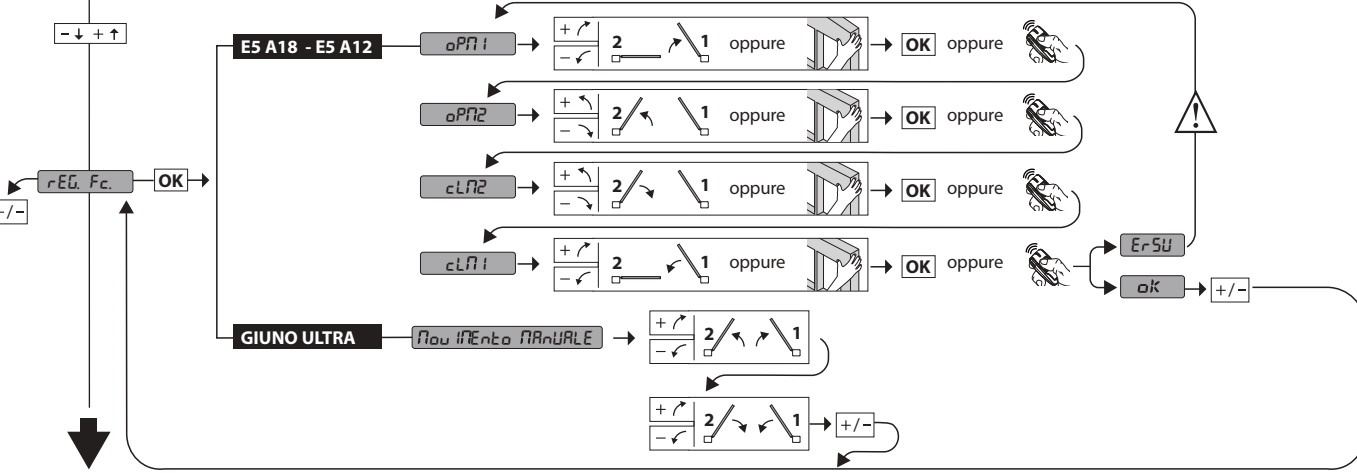 - ↓ + ↑
E5 A18 - E5 A12
oPM1
+
-
2
1
oppure
OK oppure
oPM2
+
-
2
1
oppure
OK oppure
rEG. Fc.
OK
+/-
cLM2
+
-
2
1
oppure
OK oppure
cLM1
+
-
2
1
oppure
OK oppure
ErSU
oK
+/-
GIUNO ULTRA
MovIMEnto MAnUALE
+
-
2
1
+
-
2
1
+/-
!